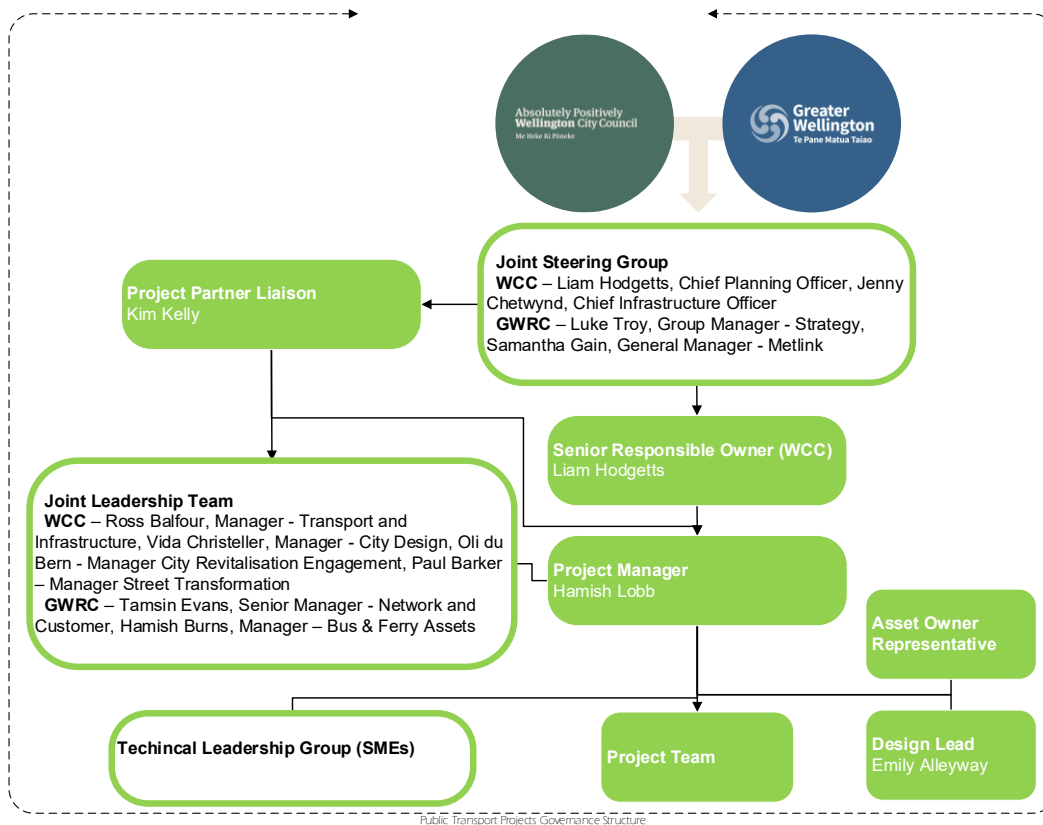 Absolutely Positively
Wellington City Council
Me Heke Ki Pōneke
Greater
Wellington
Te Pane Matua Taiao
Joint Steering Group
WCC – Liam Hodgetts, Chief Planning Officer, Jenny
Chetwynd, Chief Infrastructure Officer
GWRC – Luke Troy, Group Manager - Strategy,
Samantha Gain, General Manager - Metlink
Project Partner Liaison
Kim Kelly
Senior Responsible Owner (WCC)
Liam Hodgetts
Joint Leadership Team
WCC – Ross Balfour, Manager - Transport and
Infrastructure, Vida Christeller, Manager - City Design, Oli du
Bern - Manager City Revitalisation Engagement, Paul Barker
– Manager Street Transformation
GWRC – Tamsin Evans, Senior Manager - Network and
Customer, Hamish Burns, Manager – Bus & Ferry Assets
Project Manager
Hamish Lobb
Asset Owner
Representative
Techincal Leadership Group (SMEs)
Project Team
Design Lead
Emily Alleyway
Public Transport Projects Governance Structure